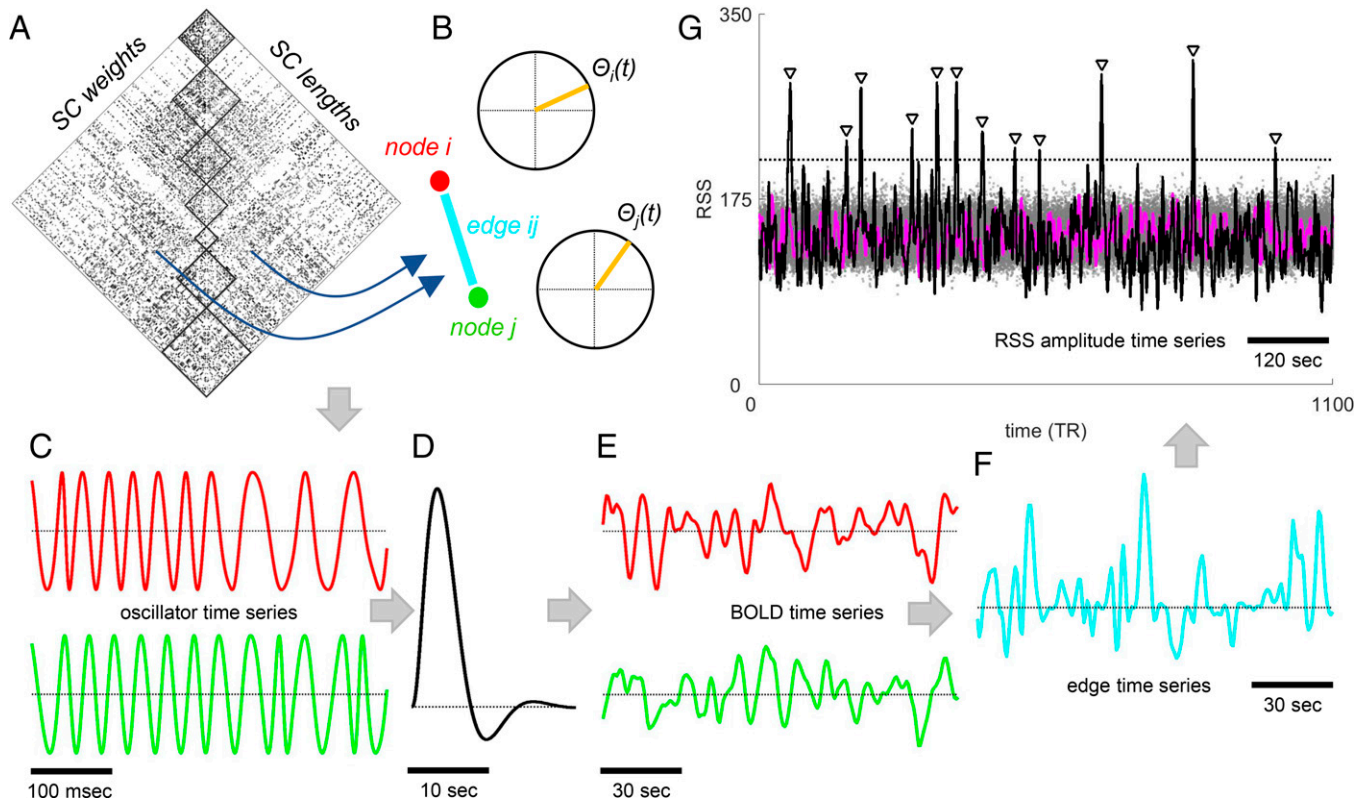 A
SC weights
SC lengths
B
Θi(t)
node i
edge ij
node j
Θj(t)
G
350
175
0
RSS
RSS amplitude time series
120 sec
0
1100
time (TR)
C
oscillator time series
100 msec
D
10 sec
E
BOLD time series
30 sec
F
edge time series
30 sec